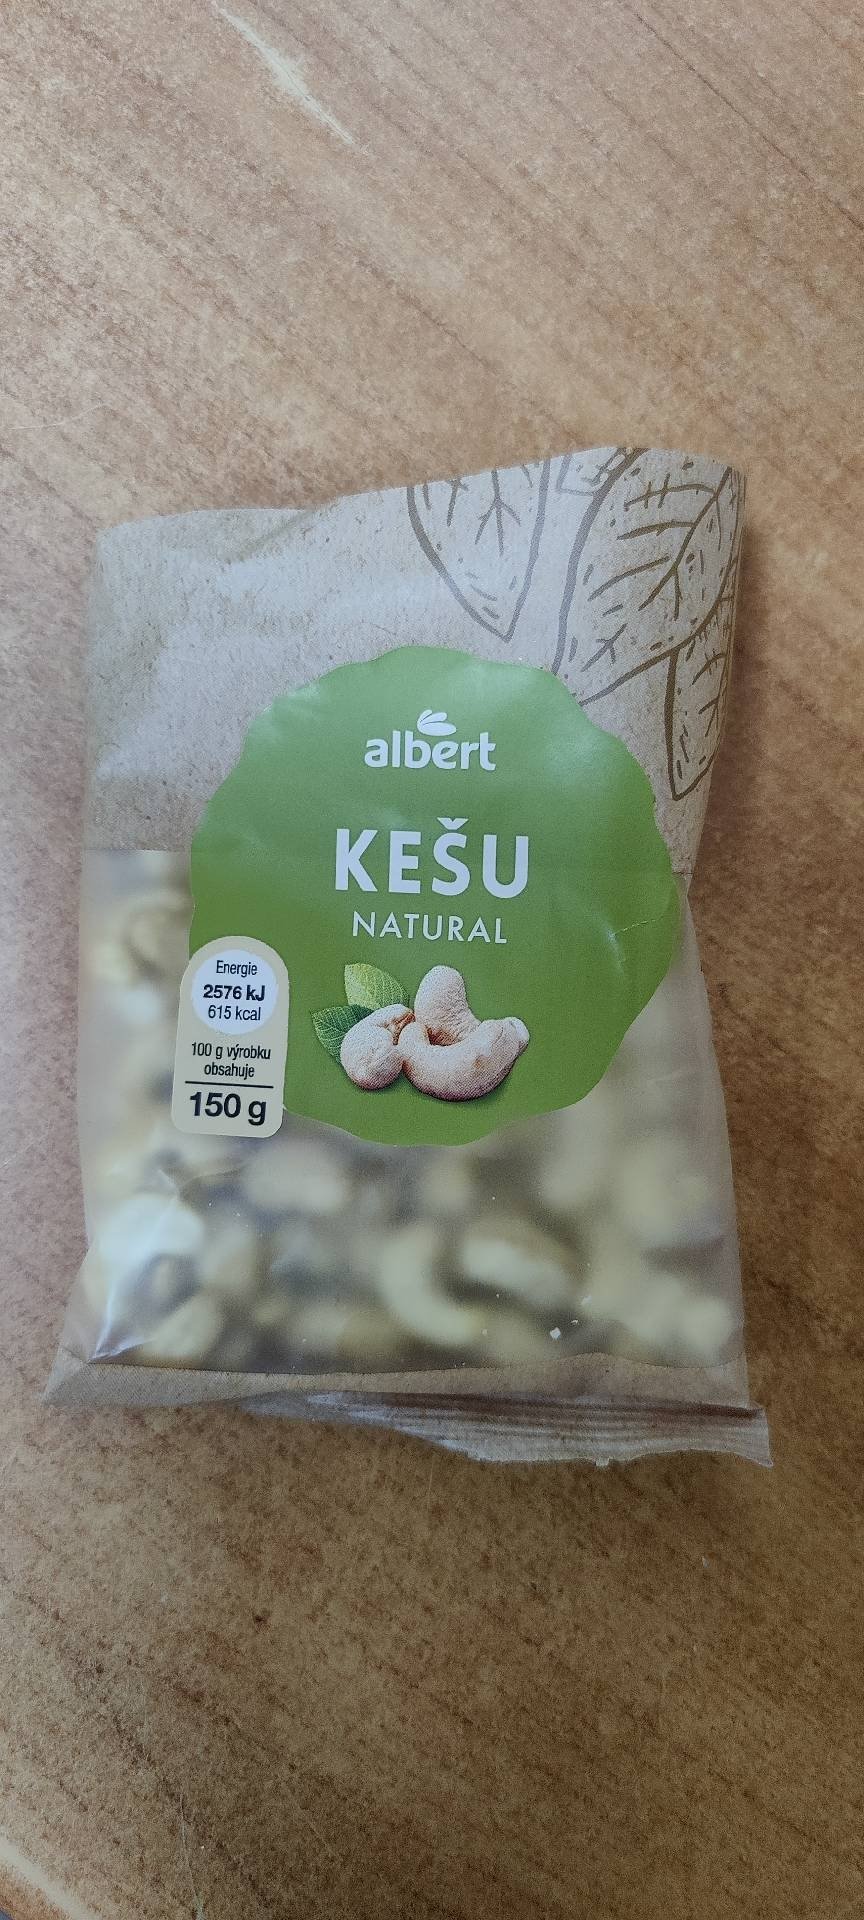 albert
KEŠU
NATURAL
Energie
2576 kJ
615 kcal
100 g výrobku
obsahuje
150 g